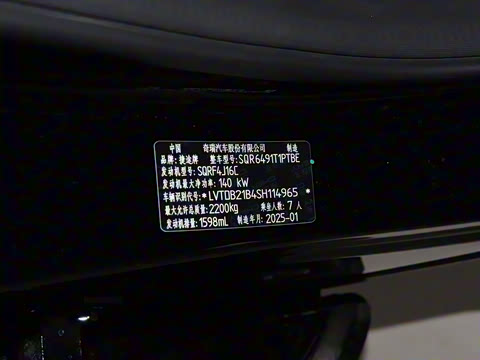 中国 奇瑞汽车股份有限公司 制造
品牌:捷途牌 整车型号:SQR6491T1PTBE
发动机型号:SQRF4J16C
发动机最大净功率:140 kW
车辆识别代号:*LVTDB21B4SH114965*
最大允许总质量:2200kg 乘坐人数:7人
发动机排量:1598mL 制造年月:2025-01